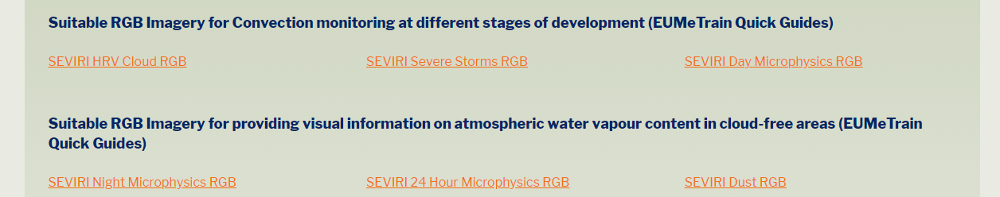 Suitable RGB Imagery for Convection monitoring at different stages of development (EUMeTrain Quick Guides)
SEVIRI HRV Cloud RGB SEVIRI Severe Storms RGB SEVIRI Day Microphysics RGB
Suitable RGB Imagery for providing visual information on atmospheric water vapour content in cloud-free areas (EUMeTrain
Quick Guides)
SEVIRI Night Microphysics RGB SEVIRI 24 Hour Microphysics RGB SEVIRI Dust RGB